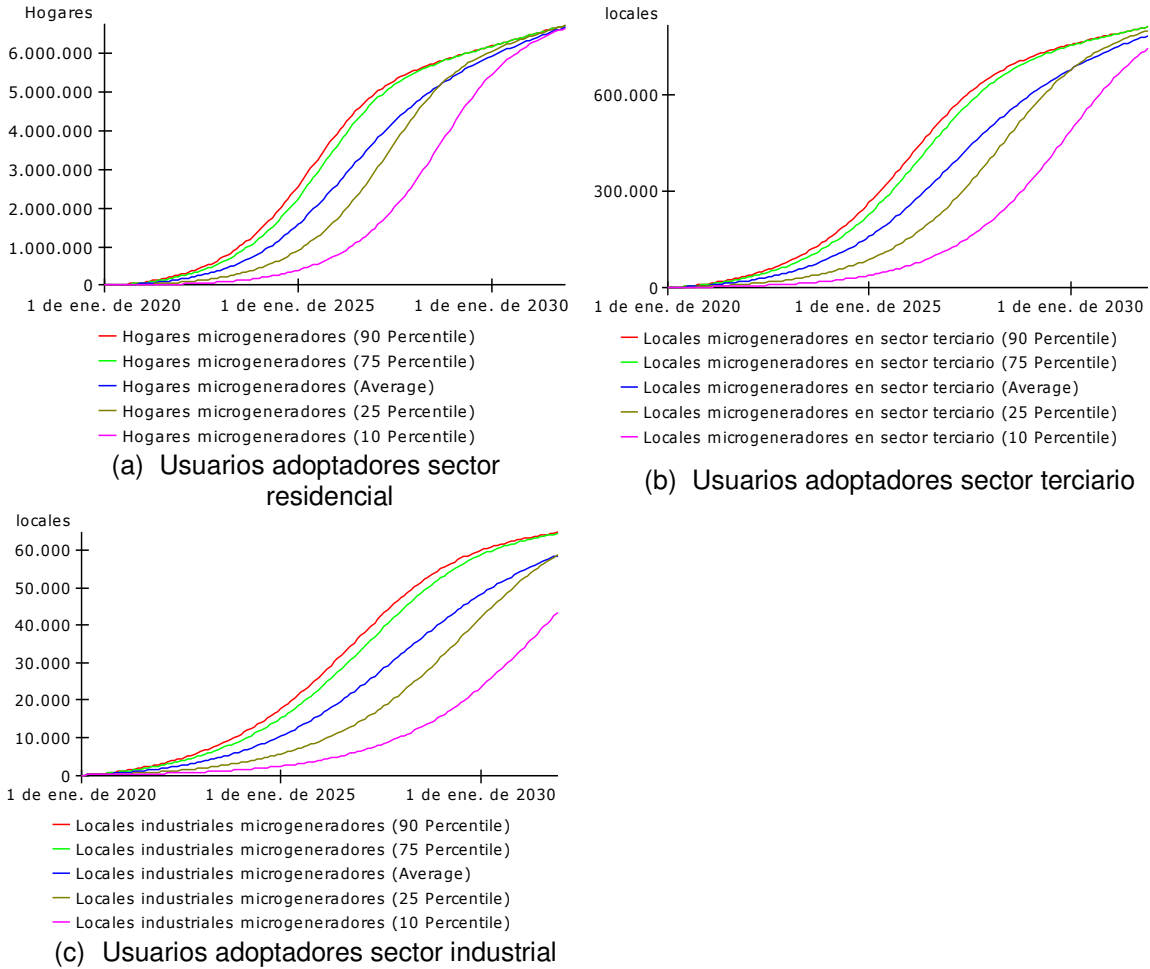 Hogares
6.000.000
5.000.000
4.000.000
3.000.000
2.000.000
1.000.000
0
1 de ene. de 2020
1 de ene. de 2025
1 de ene. de 2030
Hogares microgeneradores (90 Percentile)
Hogares microgeneradores (75 Percentile)
Hogares microgeneradores (Average)
Hogares microgeneradores (25 Percentile)
Hogares microgeneradores (10 Percentile)
(a) Usuarios adoptadores sector
residencial
locales
600.000
300.000
0
1 de ene. de 2020
1 de ene. de 2025
1 de ene. de 2030
Locales microgeneradores en sector terciario (90 Percentile)
Locales microgeneradores en sector terciario (75 Percentile)
Locales microgeneradores en sector terciario (Average)
Locales microgeneradores en sector terciario (25 Percentile)
Locales microgeneradores en sector terciario (10 Percentile)
(b) Usuarios adoptadores sector terciario
locales
60.000
50.000
40.000
30.000
20.000
10.000
0
1 de ene. de 2020
1 de ene. de 2025
1 de ene. de 2030
Locales industriales microgeneradores (90 Percentile)
Locales industriales microgeneradores (75 Percentile)
Locales industriales microgeneradores (Average)
Locales industriales microgeneradores (25 Percentile)
Locales industriales microgeneradores (10 Percentile)
(c) Usuarios adoptadores sector industrial